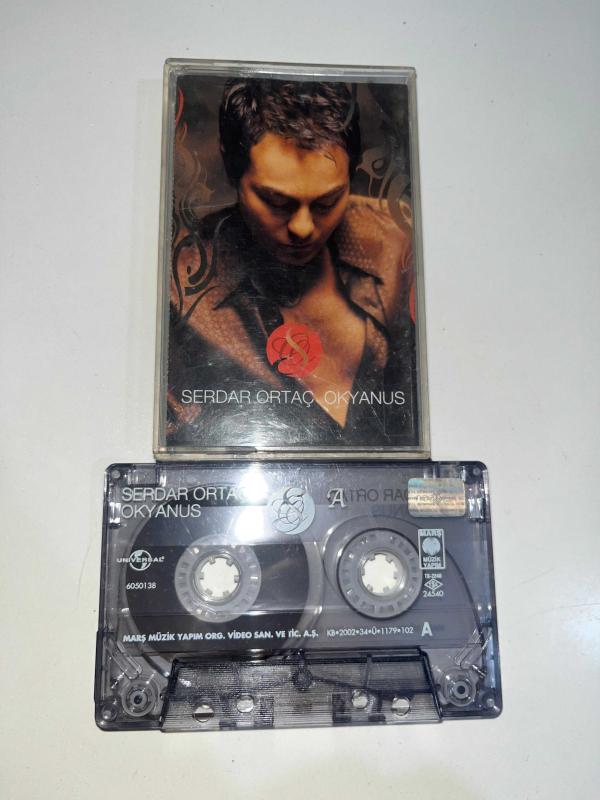 SERDAR ORTAÇ OKYANUS
SERDAR ORTAÇ
OKYANUS
UNIVERSAL
6050138
MARŞ
MÜZİK
YAPIM
TSE
24540
MARŞ MÜZİK YAPIM ORG. VİDEO SAN. VE TİC. A.Ş. KB•2002•34•Ü•1179•102 A